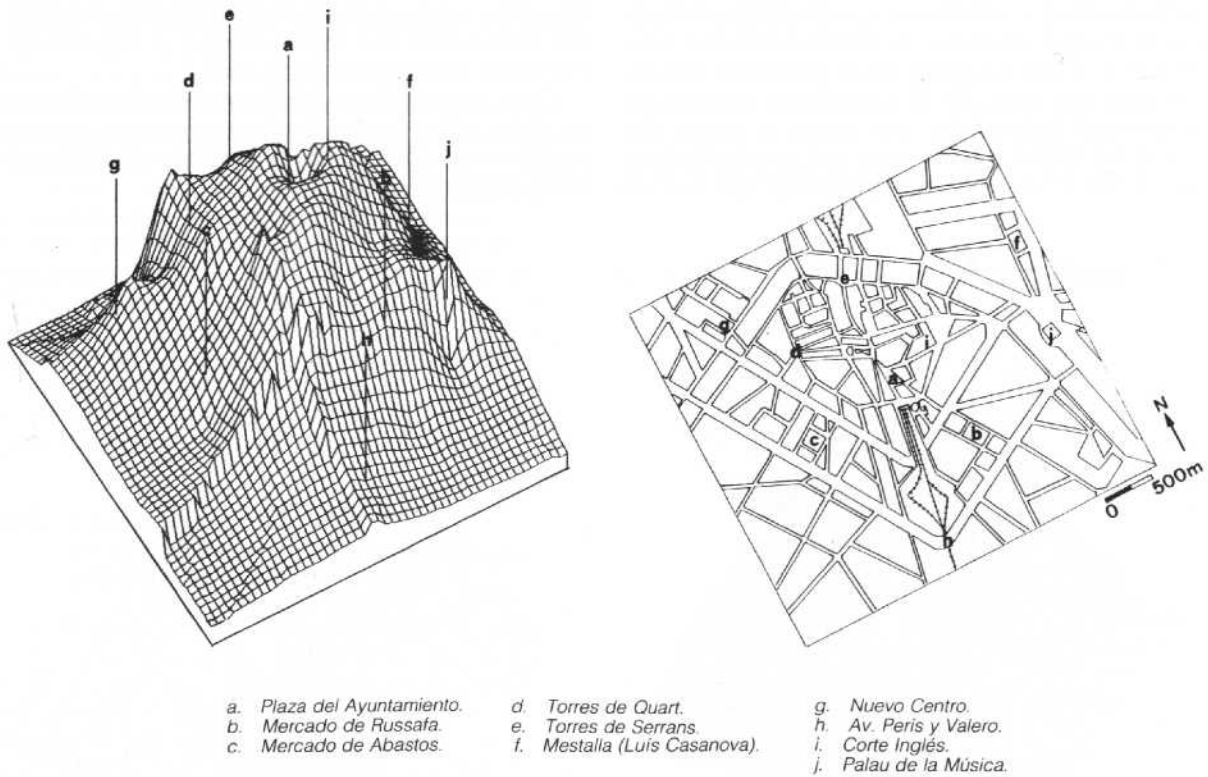 e
i
a
d
f
g
j
b
c
h
e
f
g
i
j
d
a
c
b
h
N
0
500m
a. Plaza del Ayuntamiento.
b. Mercado de Russafa.
c. Mercado de Abastos.
d. Torres de Quart.
e. Torres de Serrans.
f. Mestalla (Luis Casanova).
g. Nuevo Centro.
h. Av. Peris y Valero.
i. Corte Inglés.
j. Palau de la Música.